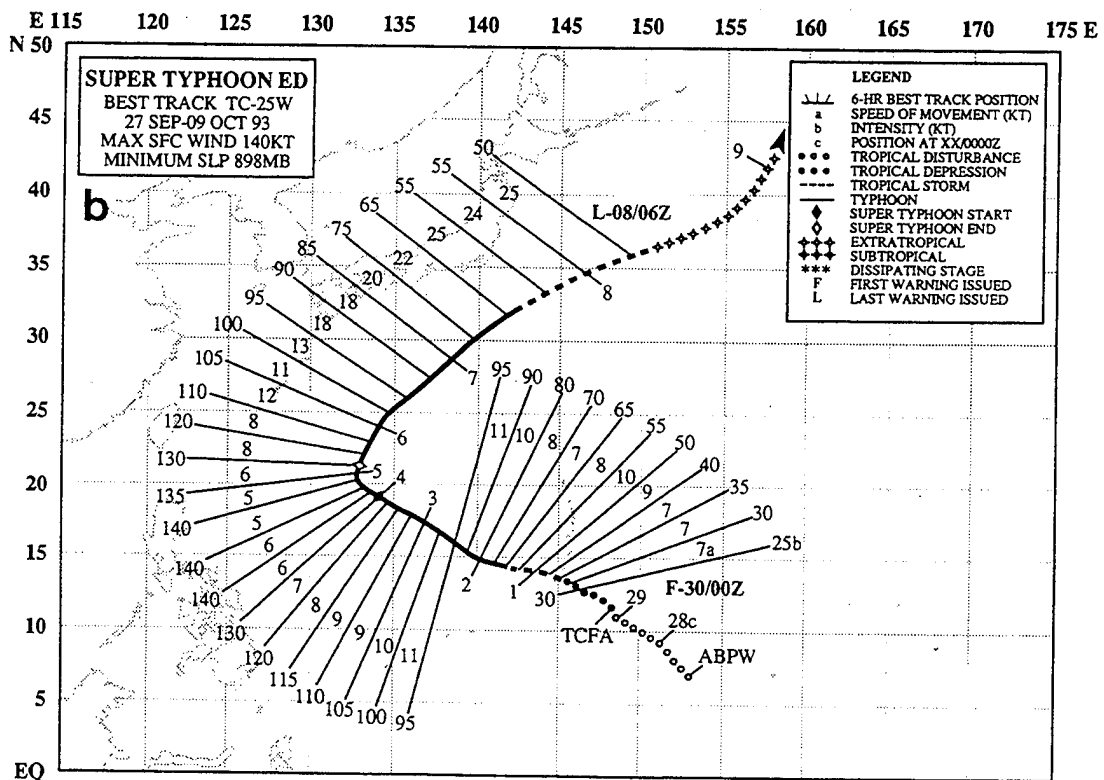 E 115 120 125 130 135 140 145 150 155 160 165 170 175 E
N 50
45
40
35
30
25
20
15
10
5
EQ
SUPER TYPHOON ED
BEST TRACK TC-25W
27 SEP-09 OCT 93
MAX SFC WIND 140KT
MINIMUM SLP 898MB
b
LEGEND
6-HR BEST TRACK POSITION
a SPEED OF MOVEMENT (KT)
b INTENSITY (KT)
c POSITION AT XX/0000Z
TROPICAL DISTURBANCE
TROPICAL DEPRESSION
TROPICAL STORM
TYPHOON
SUPER TYPHOON START
SUPER TYPHOON END
EXTRATROPICAL
SUBTROPICAL
*** DISSIPATING STAGE
F FIRST WARNING ISSUED
L LAST WARNING ISSUED
9
L-08/06Z
50
55
25
55
24
65
25
75
22
85
20
90
18
95
18
100
13
105
11
110
12
120
8
130
8
135
6
140
5
140
5
140
6
130
6
120
7
115
8
110
9
105
9
100
10
95
11
8
7
6
5
4
3
2
1
30
95
90
11
80
10
70
8
65
7
55
8
50
10
40
9
35
7
30
7
25b
7a
F-30/00Z
29
TCFA
28c
ABPW